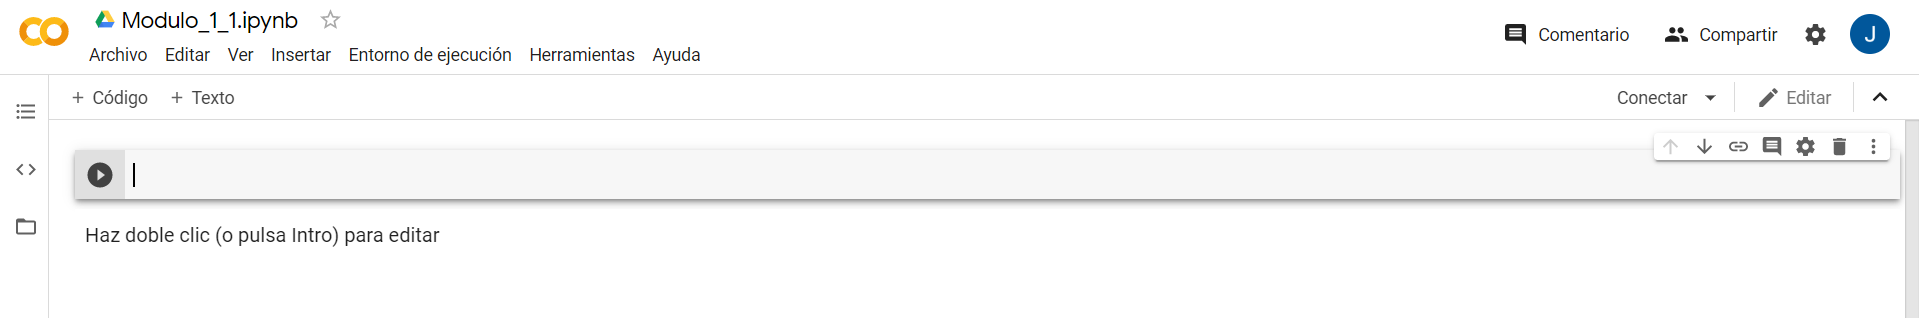 Modulo_1_1.ipynb
Archivo Editar Ver Insertar Entorno de ejecución Herramientas Ayuda
Comentario Compartir J
+ Código + Texto
Conectar Editar
Haz doble clic (o pulsa Intro) para editar